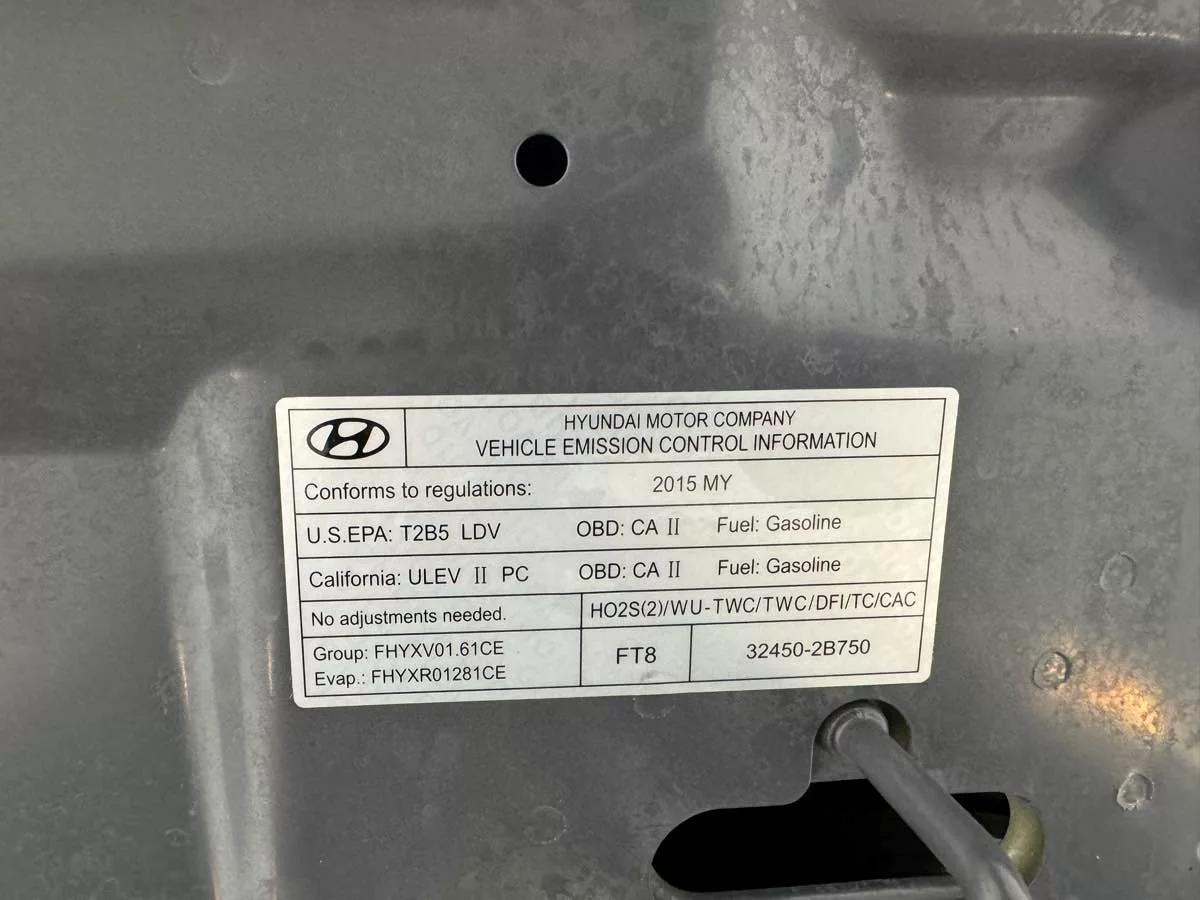 HYUNDAI MOTOR COMPANY
VEHICLE EMISSION CONTROL INFORMATION
Conforms to regulations: 2015 MY
U.S.EPA: T2B5 LDV OBD: CA II Fuel: Gasoline
California: ULEV II PC OBD: CA II Fuel: Gasoline
No adjustments needed. HO2S(2)/WU-TWC/TWC/DFI/TC/CAC
Group: FHYXV01.61CE
Evap.: FHYXR01281CE
FT8
32450-2B750